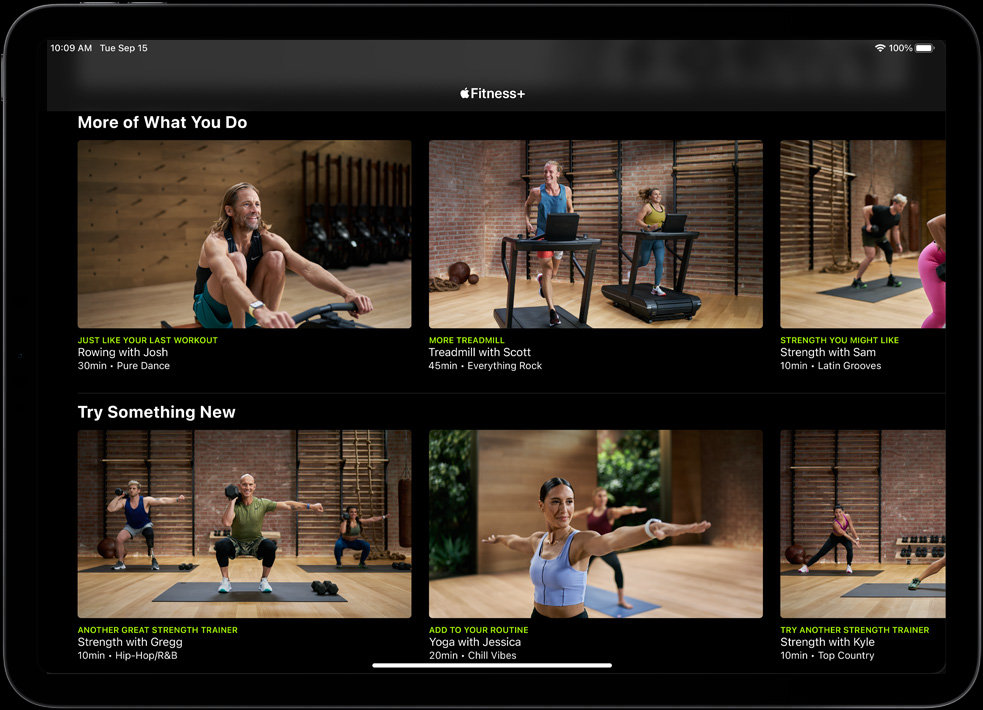 10:09 AM Tue Sep 15
100%
Fitness+
More of What You Do
JUST LIKE YOUR LAST WORKOUT
Rowing with Josh
30min • Pure Dance
MORE TREADMILL
Treadmill with Scott
45min • Everything Rock
STRENGTH YOU MIGHT LIKE
Strength with Sam
10min • Latin Grooves
Try Something New
ANOTHER GREAT STRENGTH TRAINER
Strength with Gregg
10min • Hip-Hop/R&B
ADD TO YOUR ROUTINE
Yoga with Jessica
20min • Chill Vibes
TRY ANOTHER STRENGTH TRAINER
Strength with Kyle
10min • Top Country